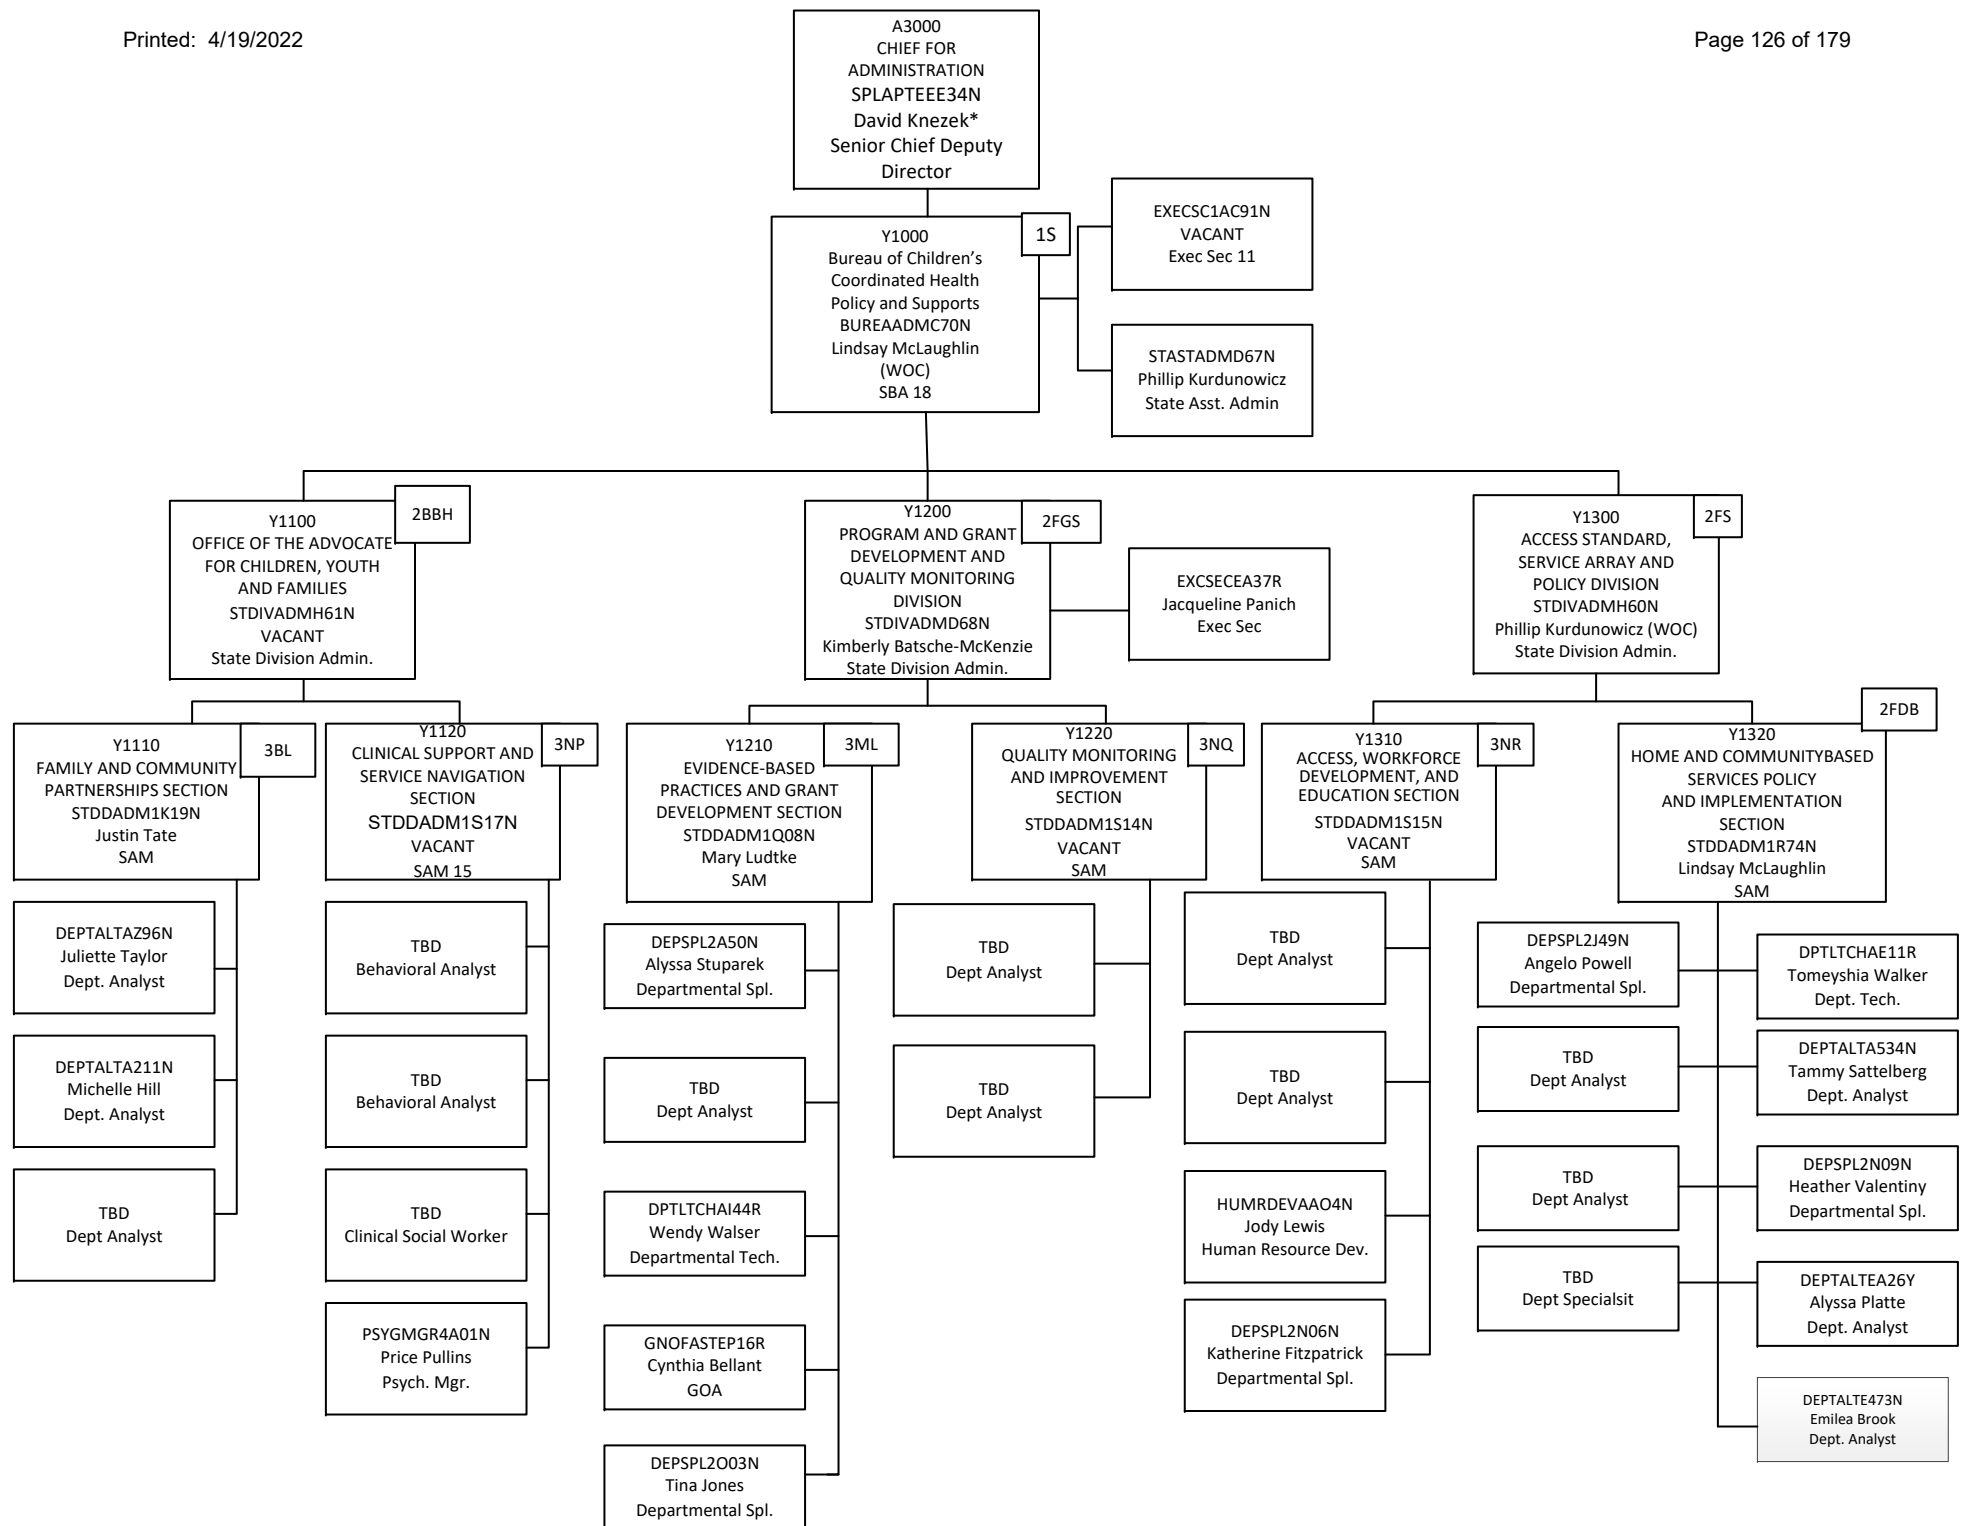 Printed: 4/19/2022
Page 126 of 179
A3000
CHIEF FOR
ADMINISTRATION
SPLAPTEEE34N
David Knezek*
Senior Chief Deputy
Director
Y1000
Bureau of Children’s
Coordinated Health
Policy and Supports
BUREAADMC70N
Lindsay McLaughlin
(WOC)
SBA 18
1S
EXECSC1AC91N
VACANT
Exec Sec 11
STASTADMD67N
Phillip Kurdunowicz
State Asst. Admin
Y1100
OFFICE OF THE ADVOCATE
FOR CHILDREN, YOUTH
AND FAMILIES
STDIVADMH61N
VACANT
State Division Admin.
2BBH
Y1200
PROGRAM AND GRANT
DEVELOPMENT AND
QUALITY MONITORING
DIVISION
STDIVADMD68N
Kimberly Batsche-McKenzie
State Division Admin.
2FGS
EXCSECEA37R
Jacqueline Panich
Exec Sec
Y1300
ACCESS STANDARD,
SERVICE ARRAY AND
POLICY DIVISION
STDIVADMH60N
Phillip Kurdunowicz (WOC)
State Division Admin.
2FS
Y1110
FAMILY AND COMMUNITY
PARTNERSHIPS SECTION
STDDADM1K19N
Justin Tate
SAM
3BL
Y1120
CLINICAL SUPPORT AND
SERVICE NAVIGATION
SECTION
STDDADM1S17N
VACANT
SAM 15
3NP
Y1210
EVIDENCE-BASED
PRACTICES AND GRANT
DEVELOPMENT SECTION
STDDADM1Q08N
Mary Ludtke
SAM
3ML
Y1220
QUALITY MONITORING
AND IMPROVEMENT
SECTION
STDDADM1S14N
VACANT
SAM
3NQ
Y1310
ACCESS, WORKFORCE
DEVELOPMENT, AND
EDUCATION SECTION
STDDADM1S15N
VACANT
SAM
3NR
Y1320
HOME AND COMMUNITYBASED
SERVICES POLICY
AND IMPLEMENTATION
SECTION
STDDADM1R74N
Lindsay McLaughlin
SAM
2FDB
DEPTALTAZ96N
Juliette Taylor
Dept. Analyst
DEPTALTA211N
Michelle Hill
Dept. Analyst
TBD
Dept Analyst
TBD
Behavioral Analyst
TBD
Behavioral Analyst
TBD
Clinical Social Worker
PSYGMGR4A01N
Price Pullins
Psych. Mgr.
DEPSPL2A50N
Alyssa Stuparek
Departmental Spl.
TBD
Dept Analyst
DPTLTCHAI44R
Wendy Walser
Departmental Tech.
GNOFASTEP16R
Cynthia Bellant
GOA
DEPSPL2O03N
Tina Jones
Departmental Spl.
TBD
Dept Analyst
TBD
Dept Analyst
TBD
Dept Analyst
TBD
Dept Analyst
HUMRDEVAAO4N
Jody Lewis
Human Resource Dev.
DEPSPL2N06N
Katherine Fitzpatrick
Departmental Spl.
DEPSPL2J49N
Angelo Powell
Departmental Spl.
TBD
Dept Analyst
TBD
Dept Analyst
TBD
Dept Specialsit
DPTLTCHAE11R
Tomeyshia Walker
Dept. Tech.
DEPTALTA534N
Tammy Sattelberg
Dept. Analyst
DEPSPL2N09N
Heather Valentiny
Departmental Spl.
DEPTALTEA26Y
Alyssa Platte
Dept. Analyst
DEPTALTE473N
Emilea Brook
Dept. Analyst